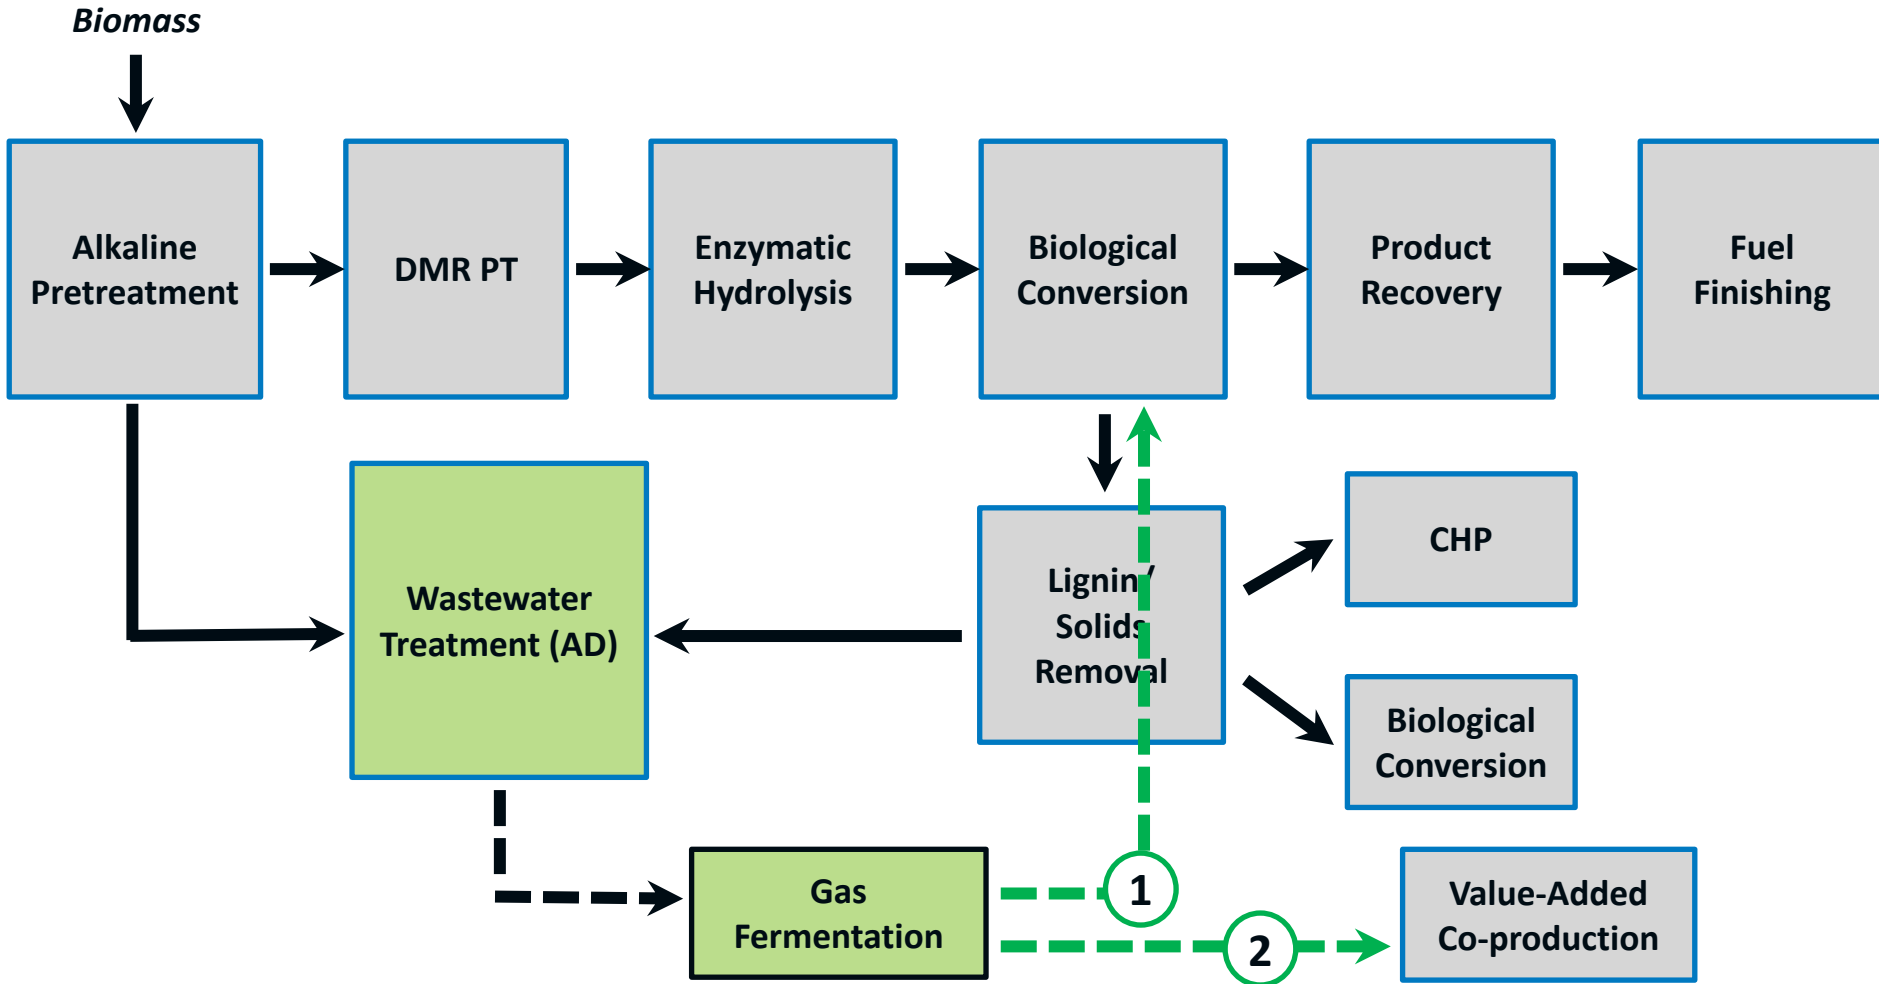 Biomass
Alkaline
Pretreatment
DMR PT
Enzymatic
Hydrolysis
Biological
Conversion
Product
Recovery
Fuel
Finishing
Wastewater
Treatment (AD)
Lignin/
Solids
Removal
CHP
Biological
Conversion
Gas
Fermentation
1
2
Value-Added
Co-production